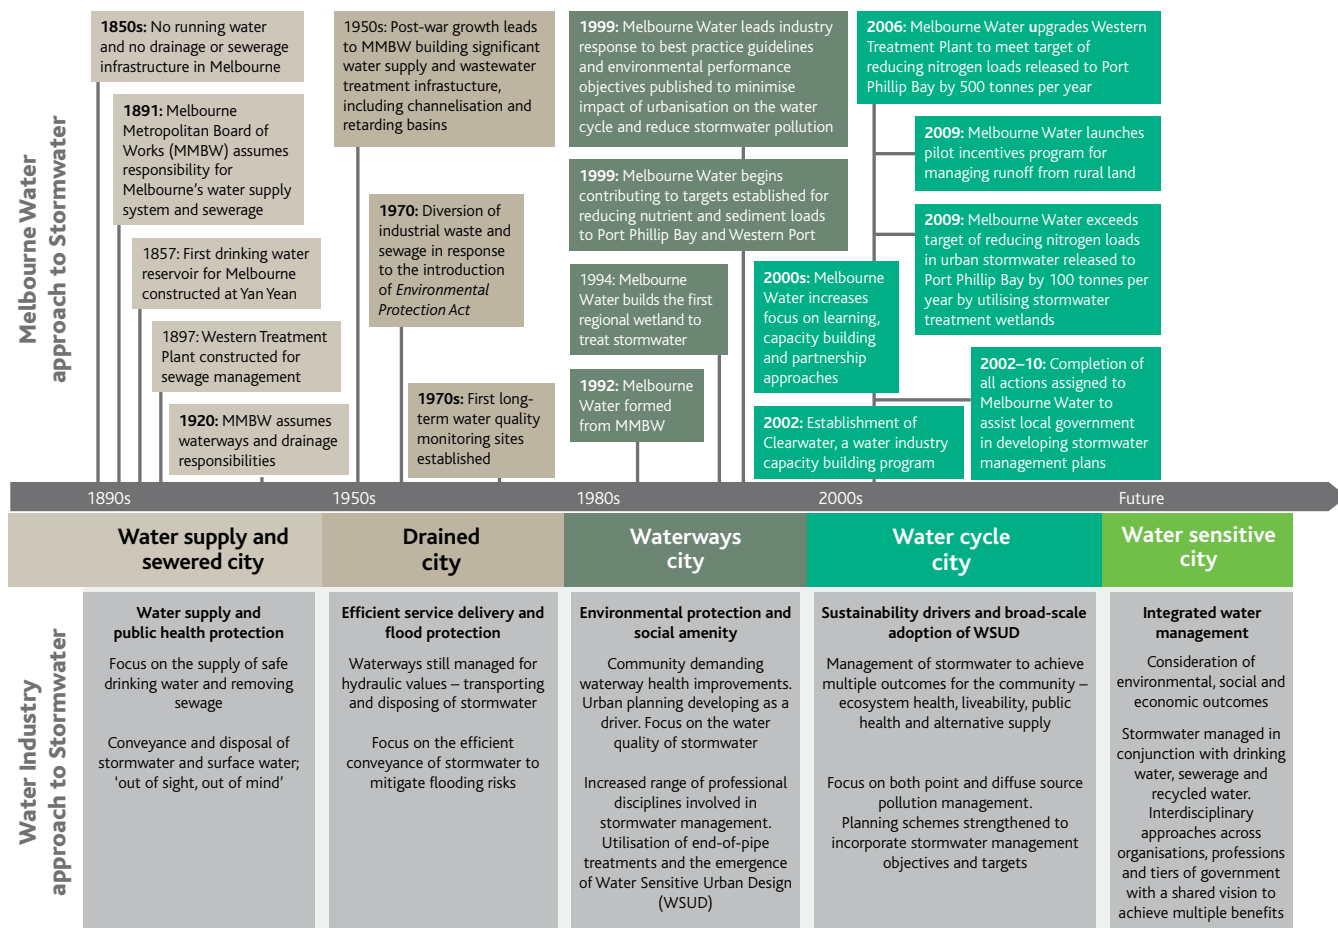 Melbourne Water
approach to Stormwater
1850s: No running water
and no drainage or sewerage
infrastructure in Melbourne
1891: Melbourne
Metropolitan Board of
Works (MMBW) assumes
responsibility for
Melbourne's water supply
system and sewerage
1857: First drinking water
reservoir for Melbourne
constructed at Yan Yean
1897: Western Treatment
Plant constructed for
sewage management
1920: MMBW assumes
waterways and drainage
responsibilities
1950s: Post-war growth leads
to MMBW building significant
water supply and wastewater
treatment infrastucture,
including channelisation and
retarding basins
1970: Diversion of
industrial waste and
sewage in response
to the introduction
of Environmental
Protection Act
1970s: First long-
term water quality
monitoring sites
established
1999: Melbourne Water leads industry
response to best practice guidelines
and environmental performance
objectives published to minimise
impact of urbanisation on the water
cycle and reduce stormwater pollution
1999: Melbourne Water begins
contributing to targets established for
reducing nutrient and sediment loads
to Port Phillip Bay and Western Port
1994: Melbourne
Water builds the first
regional wetland to
treat stormwater
1992: Melbourne
Water formed
from MMBW
2000s: Melbourne
Water increases
focus on learning,
capacity building
and partnership
approaches
2002: Establishment of
Clearwater, a water industry
capacity building program
2006: Melbourne Water upgrades Western
Treatment Plant to meet target of
reducing nitrogen loads released to Port
Phillip Bay by 500 tonnes per year
2009: Melbourne Water launches
pilot incentives program for
managing runoff from rural land
2009: Melbourne Water exceeds
target of reducing nitrogen loads
in urban stormwater released to
Port Phillip Bay by 100 tonnes per
year by utilising stormwater
treatment wetlands
2002–10: Completion of
all actions assigned to
Melbourne Water to
assist local government
in developing stormwater
management plans
1890s
1950s
1980s
2000s
Future
Water supply and
sewered city
Drained
city
Waterways
city
Water cycle
city
Water sensitive
city
Water Industry
approach to Stormwater
Water supply and
public health protection
Focus on the supply of safe
drinking water and removing
sewage
Conveyance and disposal of
stormwater and surface water;
'out of sight, out of mind'
Efficient service delivery and
flood protection
Waterways still managed for
hydraulic values – transporting
and disposing of stormwater
Focus on the efficient
conveyance of stormwater to
mitigate flooding risks
Environmental protection and
social amenity
Community demanding
waterway health improvements.
Urban planning developing as a
driver. Focus on the water
quality of stormwater
Increased range of professional
disciplines involved in
stormwater management.
Utilisation of end-of-pipe
treatments and the emergence
of Water Sensitive Urban Design
(WSUD)
Sustainability drivers and broad-scale
adoption of WSUD
Management of stormwater to achieve
multiple outcomes for the community –
ecosystem health, liveability, public
health and alternative supply
Focus on both point and diffuse source
pollution management.
Planning schemes strengthened to
incorporate stormwater management
objectives and targets
Integrated water
management
Consideration of
environmental, social and
economic outcomes
Stormwater managed in
conjunction with drinking
water, sewerage and
recycled water.
Interdisciplinary
approaches across
organisations, professions
and tiers of government
with a shared vision to
achieve multiple benefits